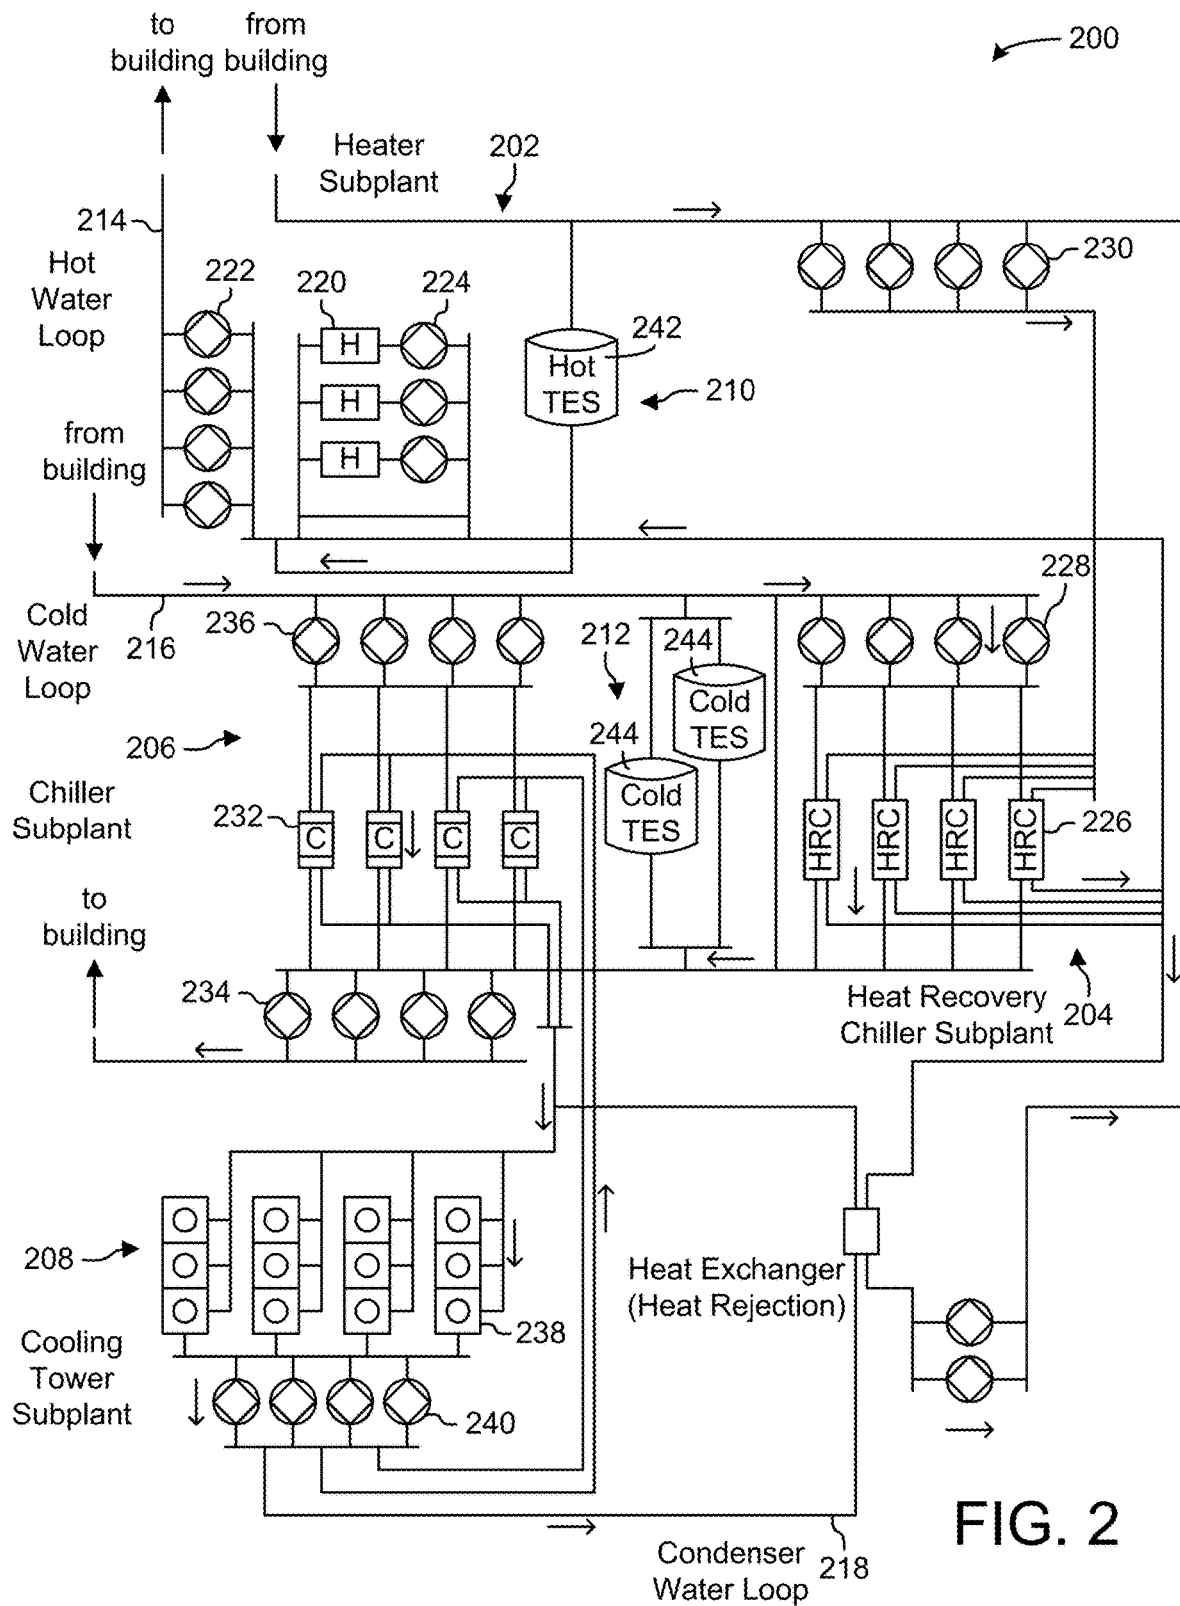 to
building
from
building
200
Heater
Subplant
202
214
Hot
Water
Loop
222
220
224
230
H
H
H
Hot
TES
242
210
from
building
Cold
Water
Loop
216
236
212
244
228
Cold
TES
206
244
Cold
TES
Chiller
Subplant
232
C
C
C
C
HRC
HRC
HRC
HRC
226
to
building
234
Heat Recovery
Chiller Subplant
204
208
Heat Exchanger
(Heat Rejection)
238
Cooling
Tower
Subplant
240
FIG. 2
Condenser
Water Loop
218